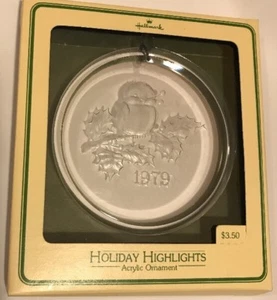 Hallmark
1979
$3.50
HOLIDAY HIGHLIGHTS
Acrylic Ornament